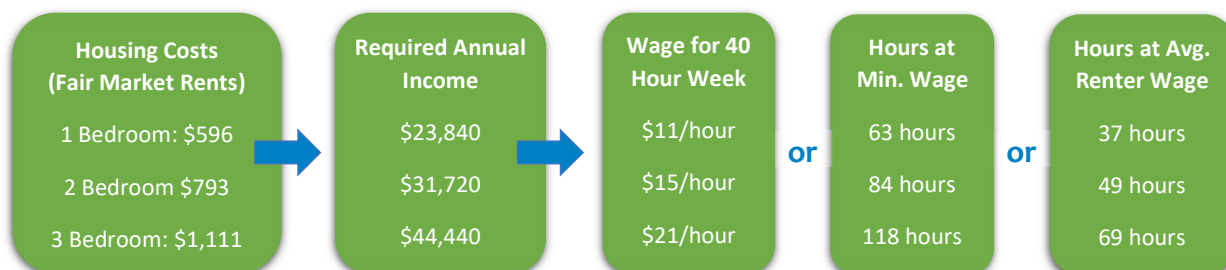 Housing Costs
(Fair Market Rents)
1 Bedroom: $596
2 Bedroom $793
3 Bedroom: $1,111
Required Annual
Income
$23,840
$31,720
$44,440
Wage for 40
Hour Week
$11/hour
$15/hour
$21/hour
or
Hours at
Min. Wage
63 hours
84 hours
118 hours
or
Hours at Avg.
Renter Wage
37 hours
49 hours
69 hours